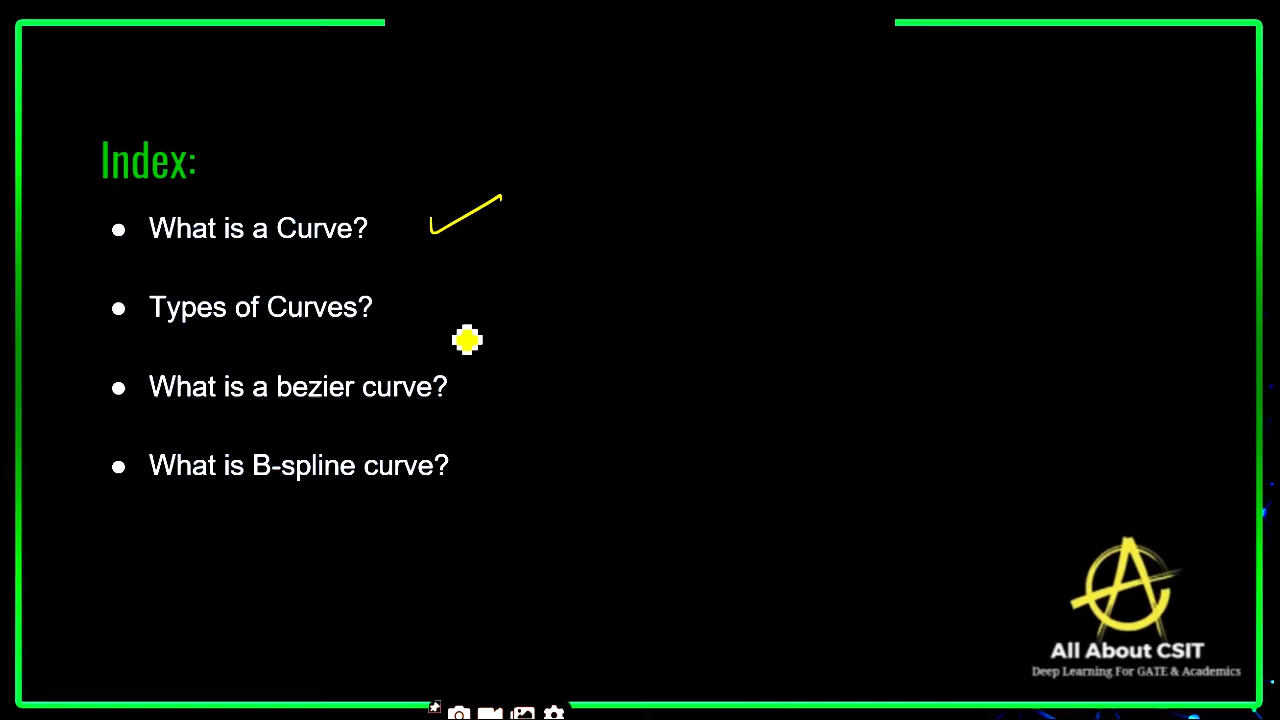 Index:
● What is a Curve?
● Types of Curves?
● What is a bezier curve?
● What is B-spline curve?
All About CSIT
Deep Learning For GATE & Academics